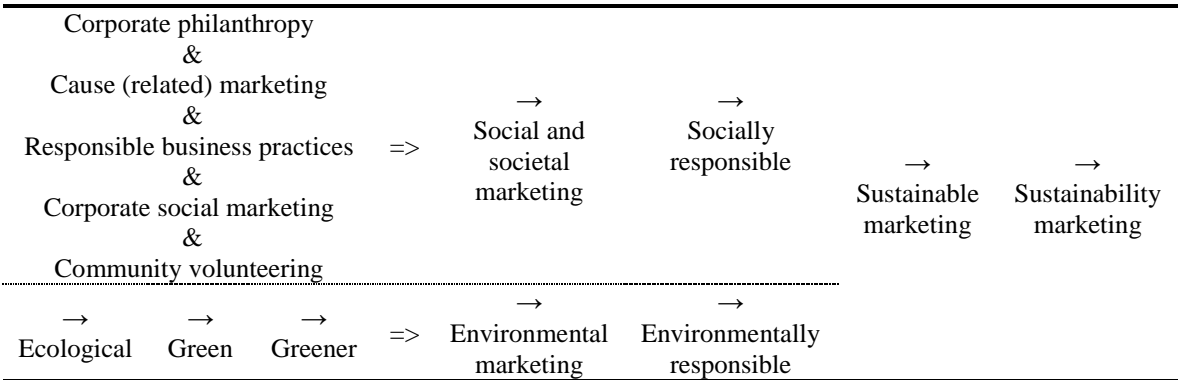 Corporate philanthropy
&
Cause (related) marketing
&
Responsible business practices
&
Corporate social marketing
&
Community volunteering
=>
→
Social and
societal
marketing
→
Socially
responsible
→
Ecological
→
Green
→
Greener
=>
→
Environmental
marketing
→
Environmentally
responsible
→
Sustainable
marketing
→
Sustainability
marketing